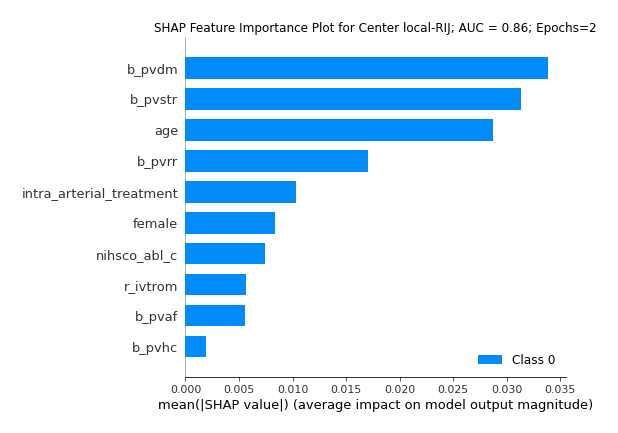 SHAP Feature Importance Plot for Center local-RIJ; AUC = 0.86; Epochs=2
b_pvdm
b_pvstr
age
b_pvrr
intra_arterial_treatment
female
nihsco_abl_c
r_ivtrom
b_pvaf
b_pvhc
Class 0
0.000 0.005 0.010 0.015 0.020 0.025 0.030 0.035
mean(|SHAP value|) (average impact on model output magnitude)